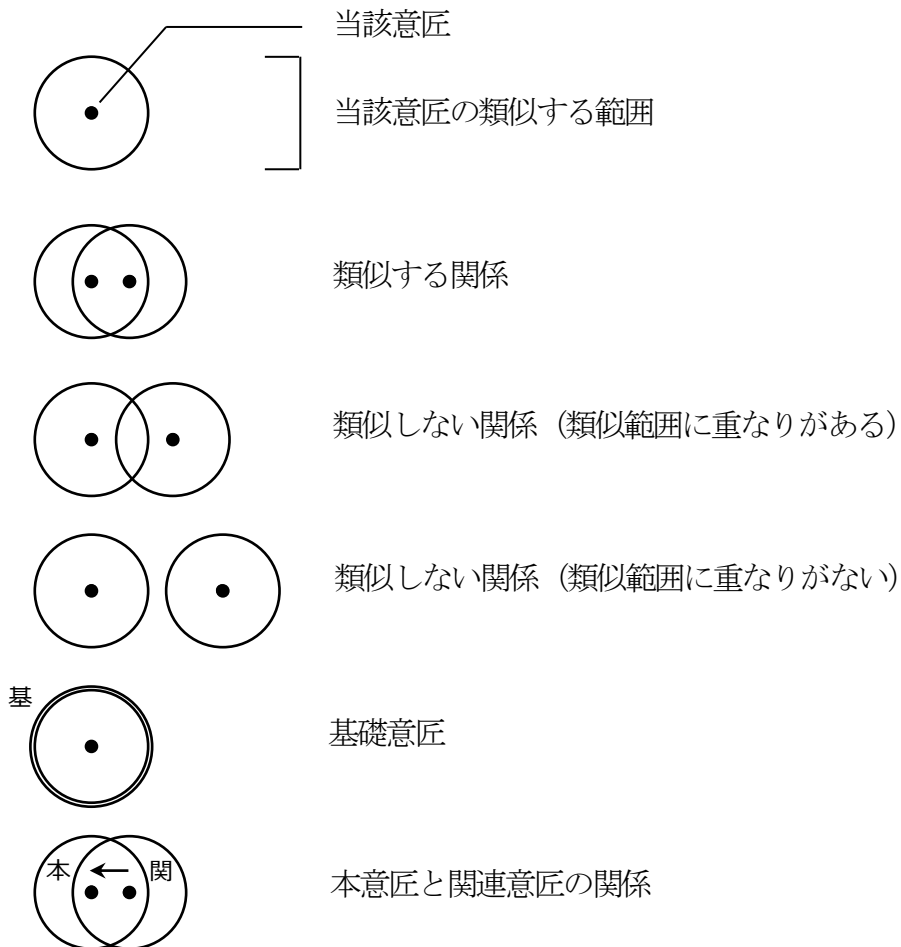 当該意匠
当該意匠の類似する範囲
類似する関係
類似しない関係（類似範囲に重なりがある）
類似しない関係（類似範囲に重なりがない）
基
基礎意匠
本 関
本意匠と関連意匠の関係